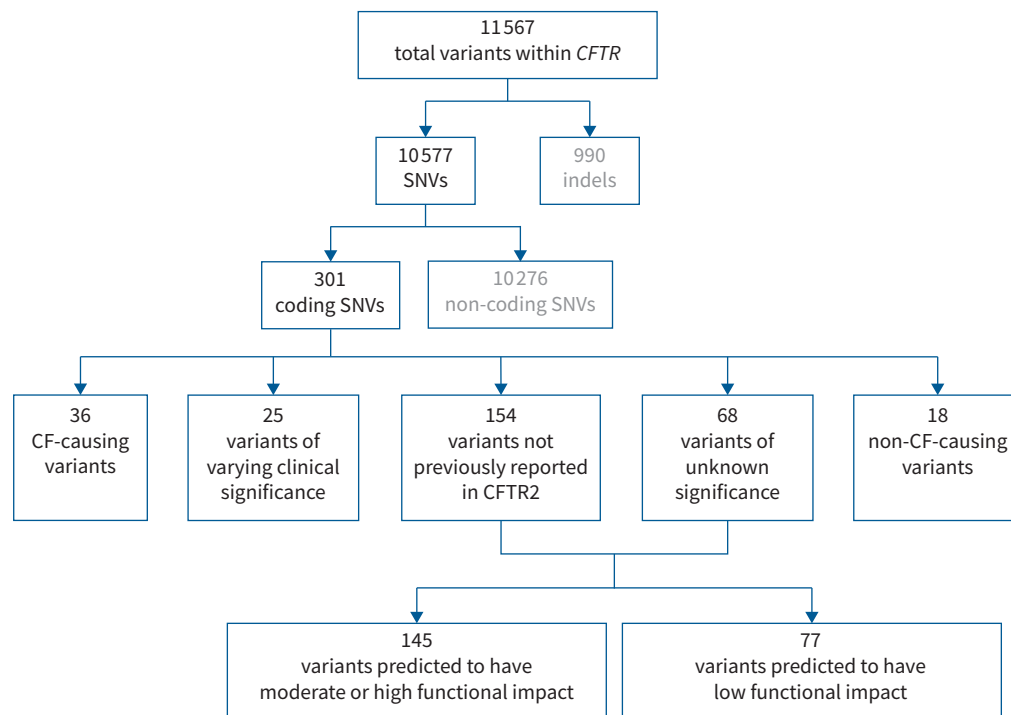 11567
total variants within CFTR
10577
SNVs
990
indels
301
coding SNVs
10276
non-coding SNVs
36
CF-causing
variants
25
variants of
varying clinical
significance
154
variants not
previously reported
in CFTR2
68
variants of
unknown
significance
18
non-CF-causing
variants
145
variants predicted to have
moderate or high functional impact
77
variants predicted to have
low functional impact